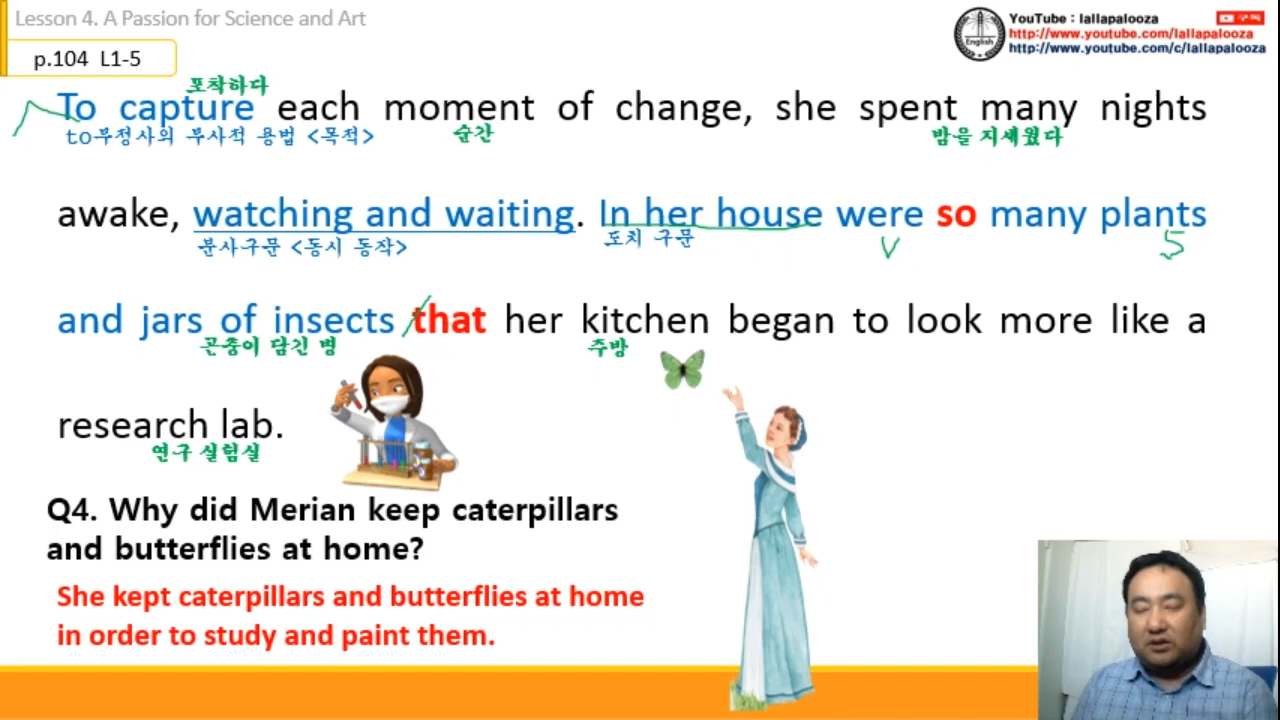 Lesson 4. A Passion for Science and Art
YouTube : lallapalooza
구독
http://www.youtube.com/lallapalooza
http://www.youtube.com/c/lallapalooza
English
p.104 L1-5
포착하다
To capture each moment of change, she spent many nights
to부정사의 부사적 용법 <목적> 순간 밤을 지새웠다
awake, watching and waiting. In her house were so many plants
분사구문 <동시 동작> 도치 구문 V S
and jars of insects that her kitchen began to look more like a
곤충이 담긴 병 주방
research lab.
연구 실험실
Q4. Why did Merian keep caterpillars
and butterflies at home?
She kept caterpillars and butterflies at home
in order to study and paint them.